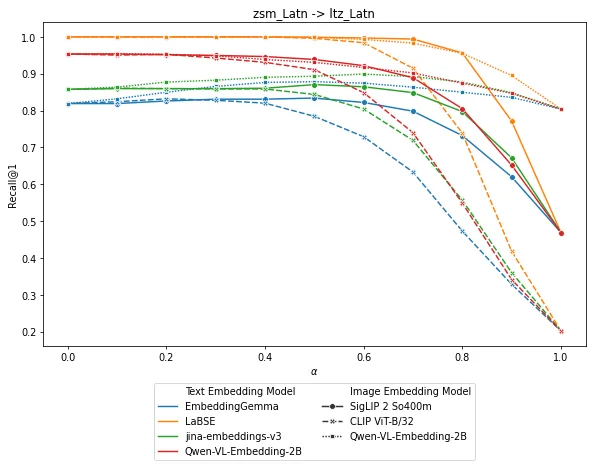 zsm_Latn -> ltz_Latn
Recall@1
1.0
0.9
0.8
0.7
0.6
0.5
0.4
0.3
0.2
0.0
0.2
0.4
0.6
0.8
1.0
α
Text Embedding Model
EmbeddingGemma
LaBSE
jina-embeddings-v3
Qwen-VL-Embedding-2B
Image Embedding Model
SigLIP 2 So400m
CLIP ViT-B/32
Qwen-VL-Embedding-2B